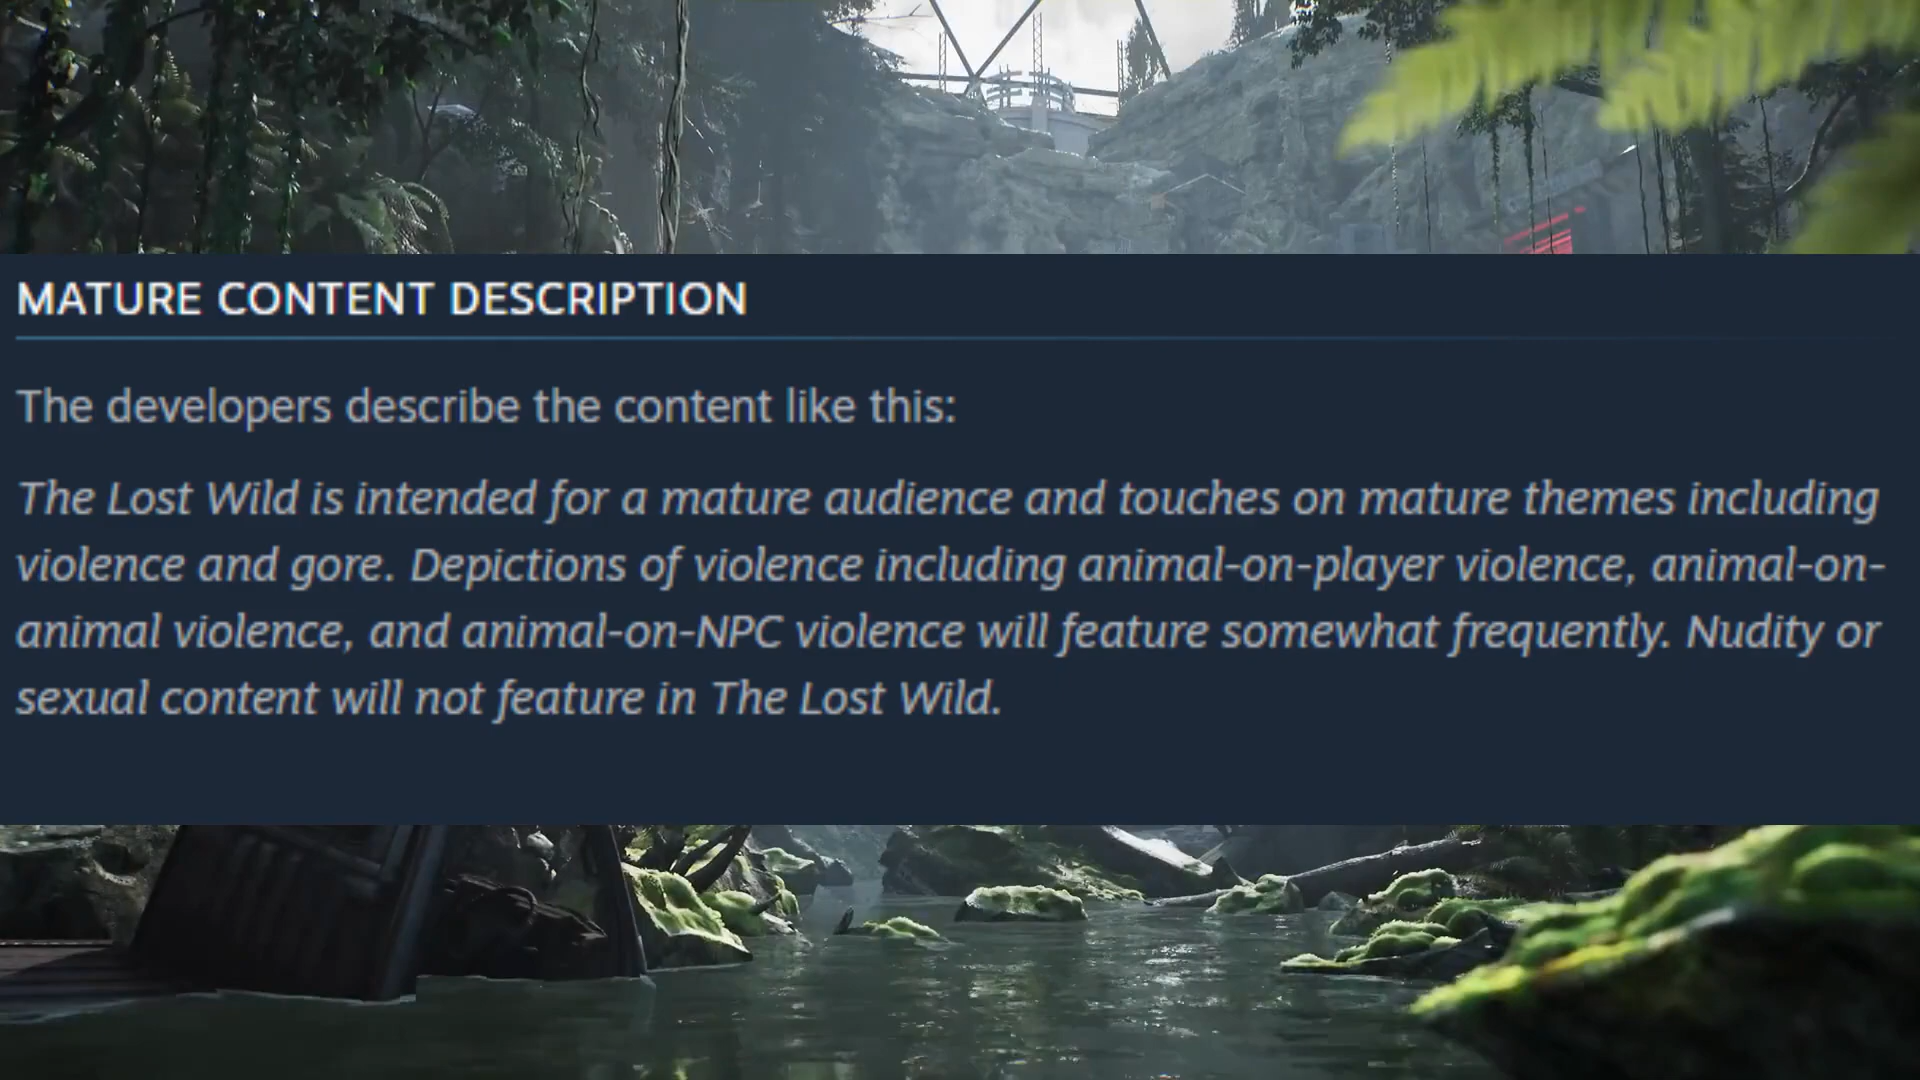 MATURE CONTENT DESCRIPTION
The developers describe the content like this:
The Lost Wild is intended for a mature audience and touches on mature themes including
violence and gore. Depictions of violence including animal-on-player violence, animal-on-
animal violence, and animal-on-NPC violence will feature somewhat frequently. Nudity or
sexual content will not feature in The Lost Wild.